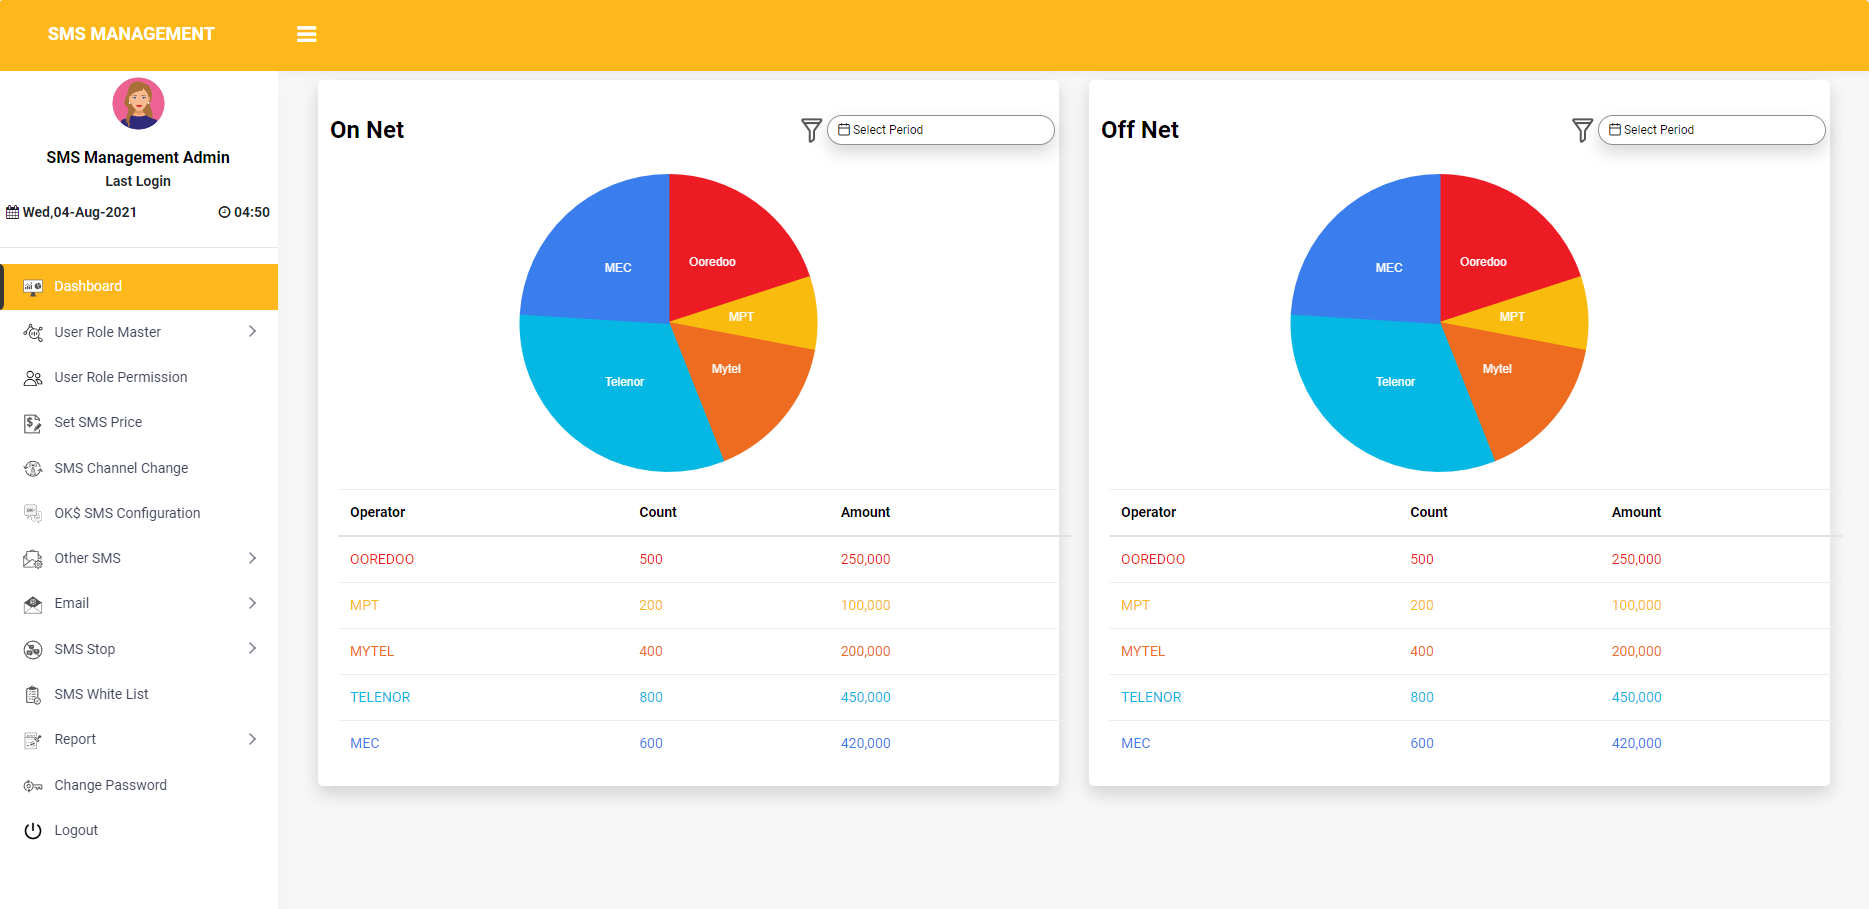 SMS MANAGEMENT
SMS Management Admin
Last Login
Wed,04-Aug-2021 04:50
Dashboard
User Role Master
User Role Permission
Set SMS Price
SMS Channel Change
OK$ SMS Configuration
Other SMS
Email
SMS Stop
SMS White List
Report
Change Password
Logout
On Net
Select Period
MEC
Ooredoo
MPT
Mytel
Telenor
Operator Count Amount
OOREDOO 500 250,000
MPT 200 100,000
MYTEL 400 200,000
TELENOR 800 450,000
MEC 600 420,000
Off Net
Select Period
MEC
Ooredoo
MPT
Mytel
Telenor
Operator Count Amount
OOREDOO 500 250,000
MPT 200 100,000
MYTEL 400 200,000
TELENOR 800 450,000
MEC 600 420,000